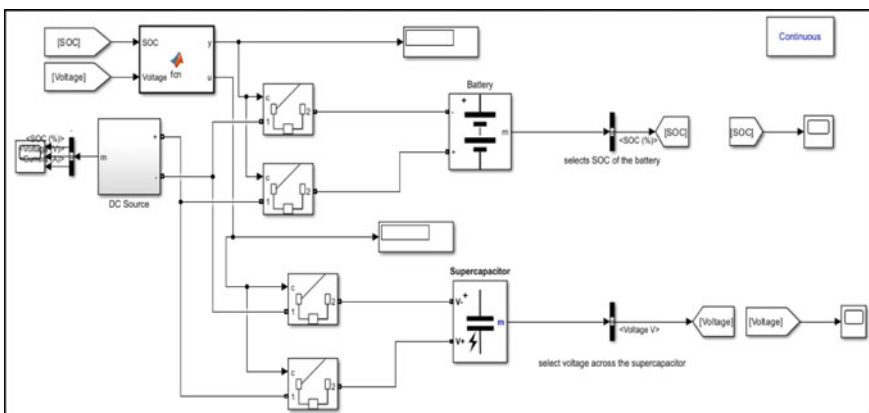 [SOC]
SOC
y
fcn
[Voltage]
Voltage
u
Continuous
Battery
c
1
2
+
-
m
+
<SOC (%)>
[SOC]
[SOC]
selects SOC of the battery
<SOC (%)>
m
+
-
DC Source
c
1
2
Supercapacitor
c
1
2
V-
+
m
V+
<Voltage V>
[Voltage]
[Voltage]
select voltage across the supercapacitor
c
1
2